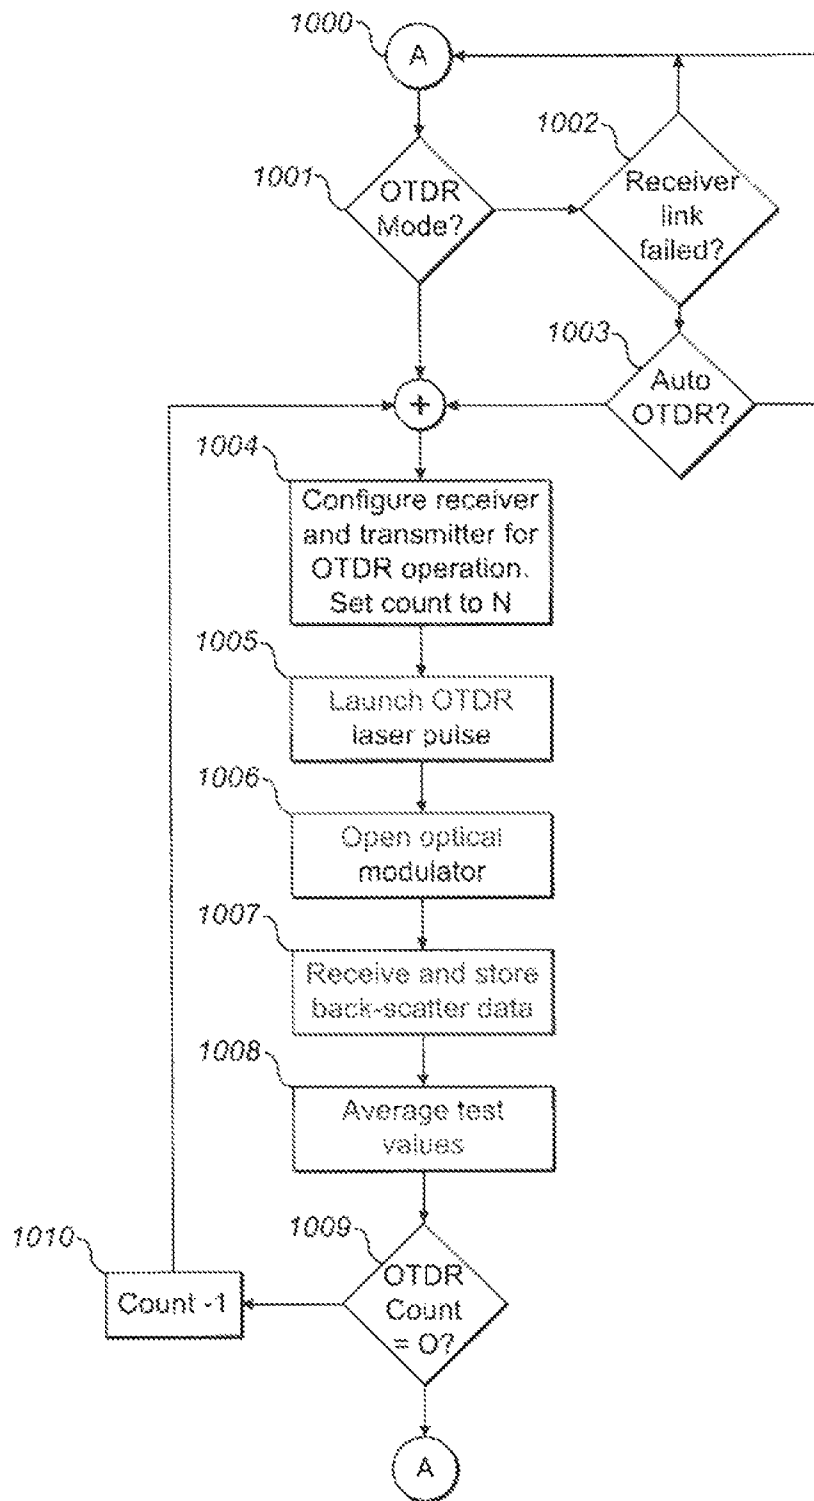 1000
A
1002
1001
OTDR
Mode?
Receiver
link
failed?
1003
Auto
OTDR?
+
1004
Configure receiver
and transmitter for
OTDR operation.
Set count to N
1005
Launch OTDR
laser pulse
1006
Open optical
modulator
1007
Receive and store
back-scatter data
1008
Average test
values
1009
OTDR
Count
= O?
1010
Count -1
A